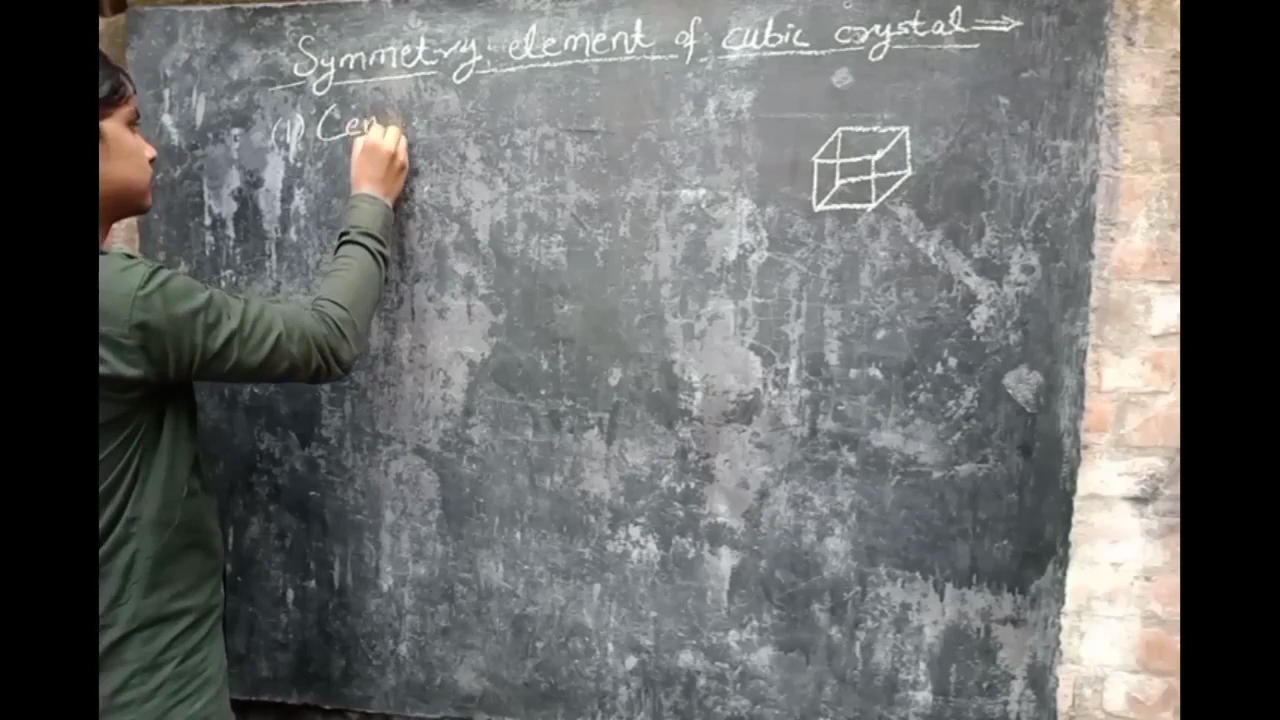 Symmetry element of cubic crystal →
(1) Cen